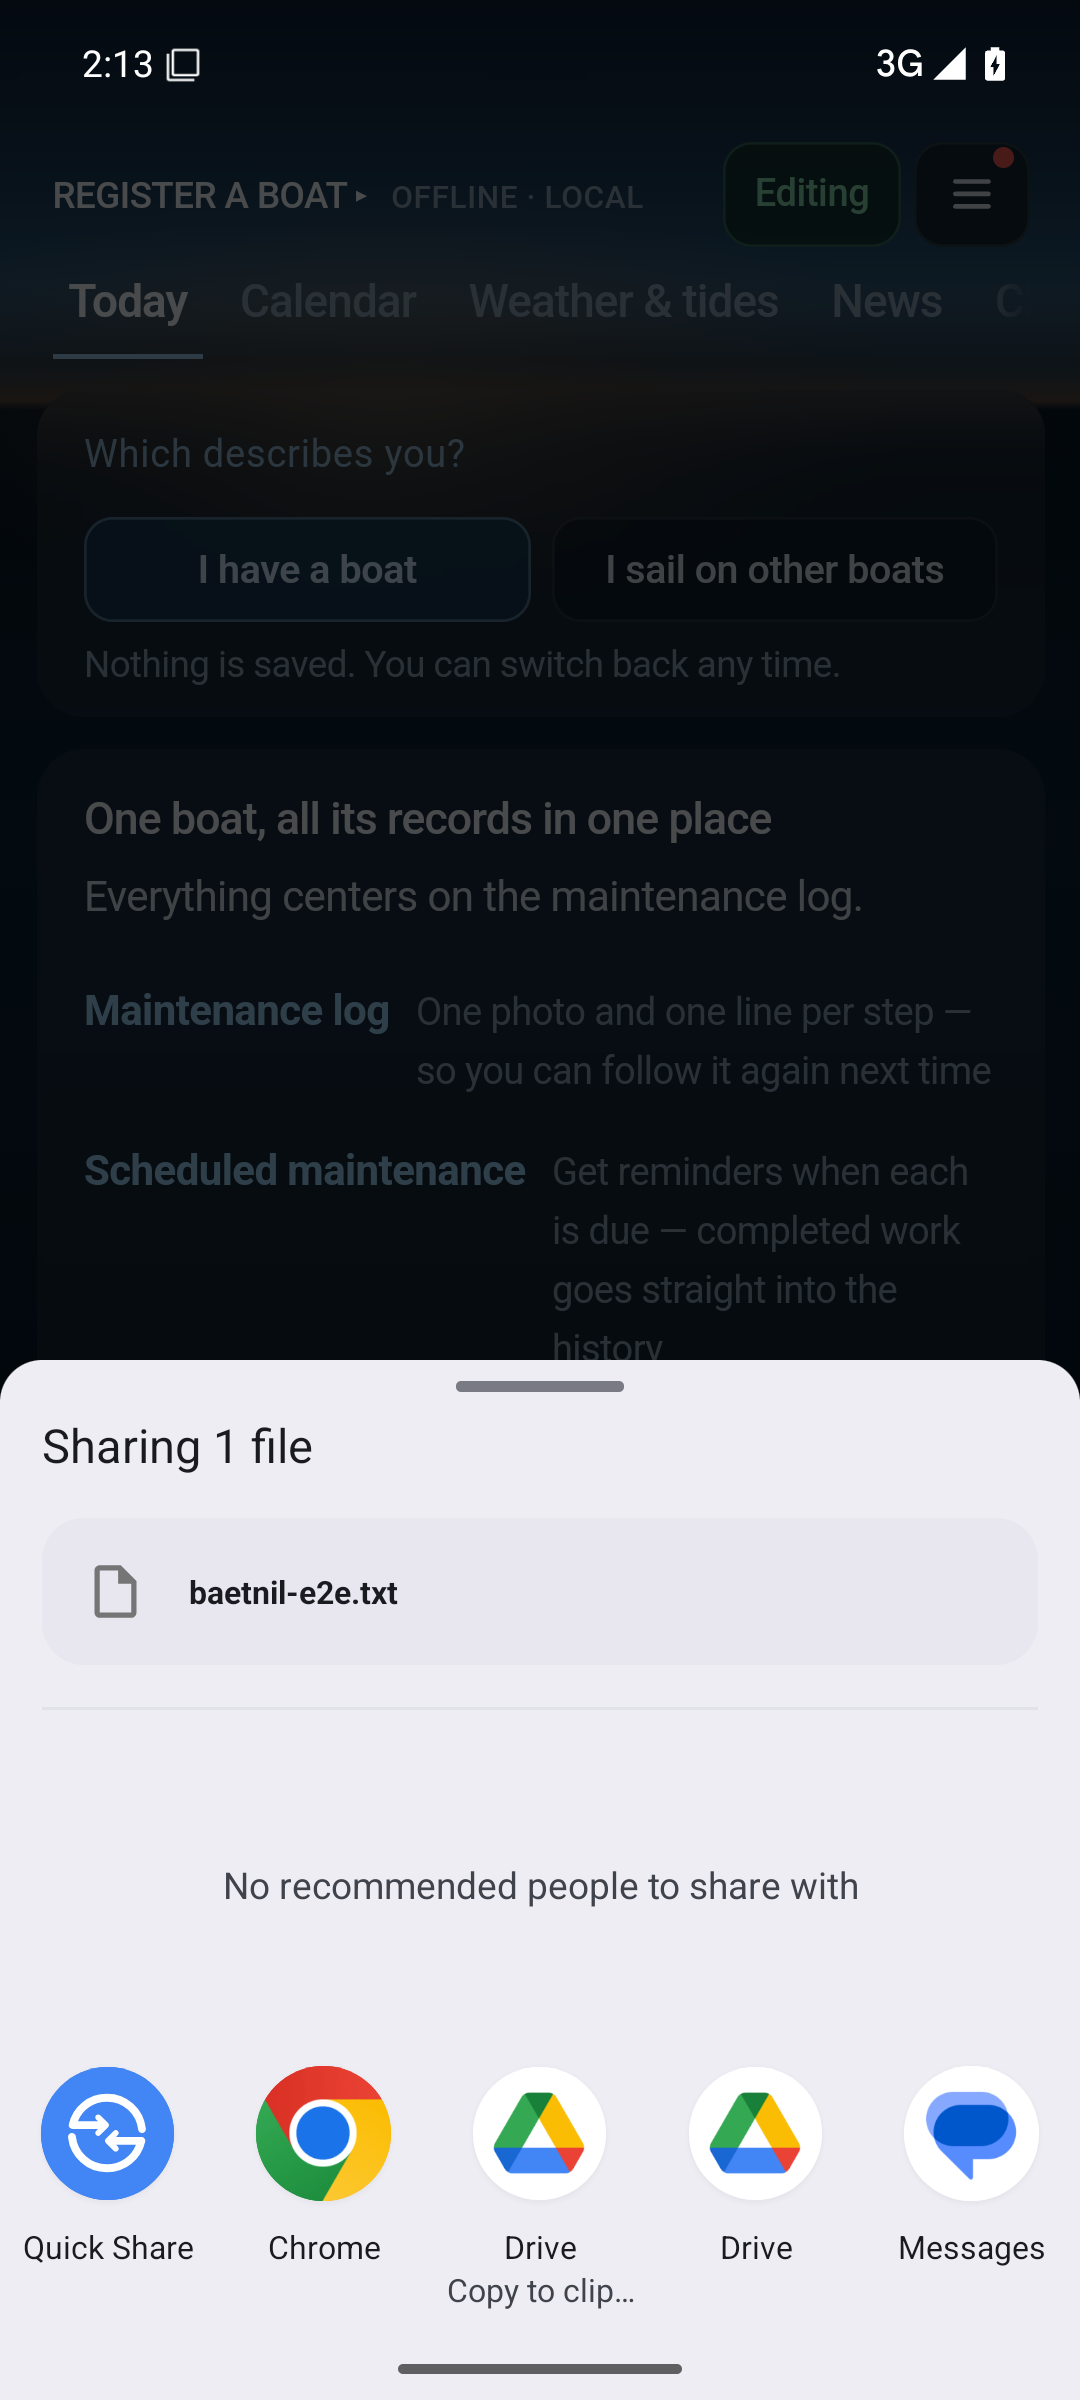 2:13
3G
REGISTER A BOAT ▸ OFFLINE · LOCAL
Editing
Today Calendar Weather & tides News C
Which describes you?
I have a boat
I sail on other boats
Nothing is saved. You can switch back any time.
One boat, all its records in one place
Everything centers on the maintenance log.
Maintenance log One photo and one line per step —
so you can follow it again next time
Scheduled maintenance Get reminders when each
is due — completed work
goes straight into the
history
Sharing 1 file
baetnil-e2e.txt
No recommended people to share with
Quick Share Chrome Drive Drive Messages
Copy to clip...